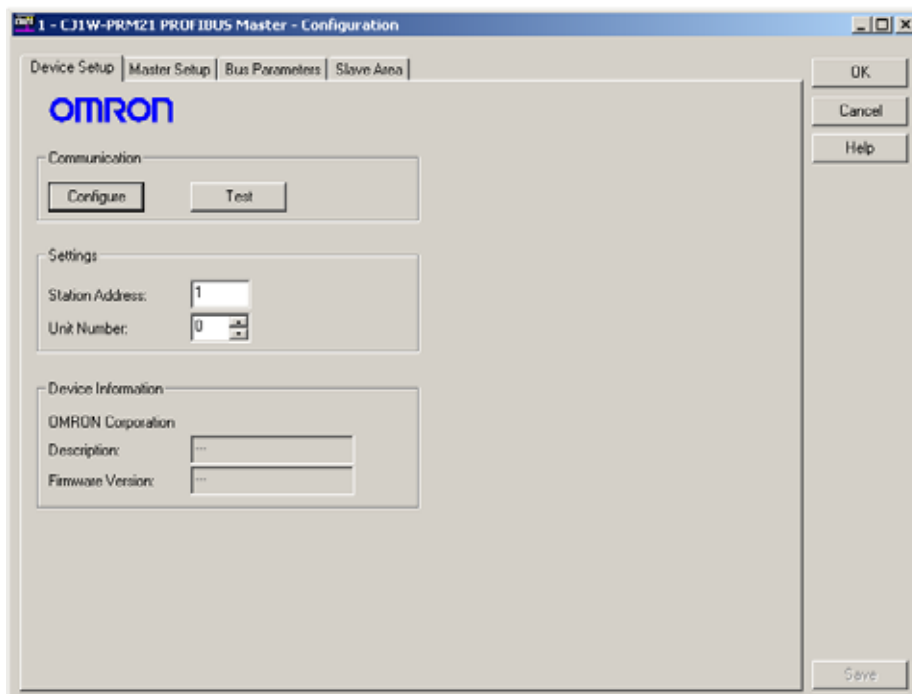 1 - CJ1W-PRM21 PROFIBUS Master - Configuration
Device Setup Master Setup Bus Parameters Slave Area
OK
Cancel
Help
OMRON
Communication
Configure Test
Settings
Station Address: 1
Unit Number: 0
Device Information
OMRON Corporation
Description: ...
Firmware Version: ...
Save